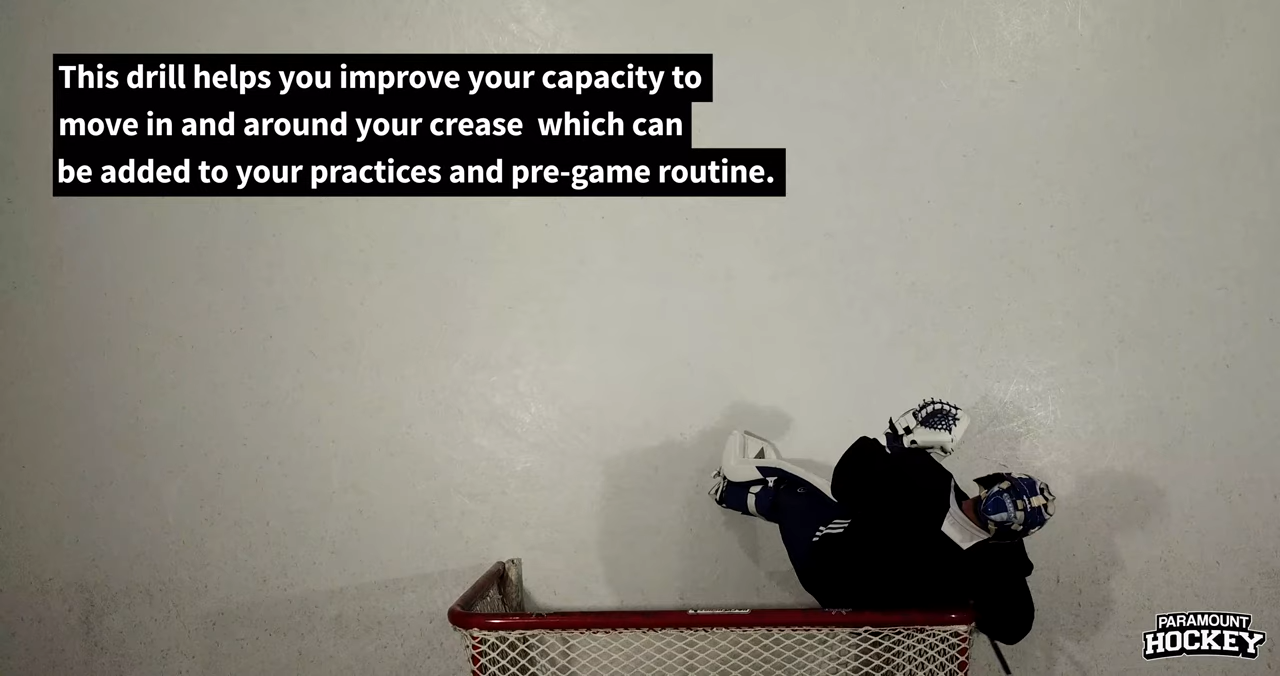 This drill helps you improve your capacity to
move in and around your crease  which can
be added to your practices and pre-game routine.
PARAMOUNT
HOCKEY